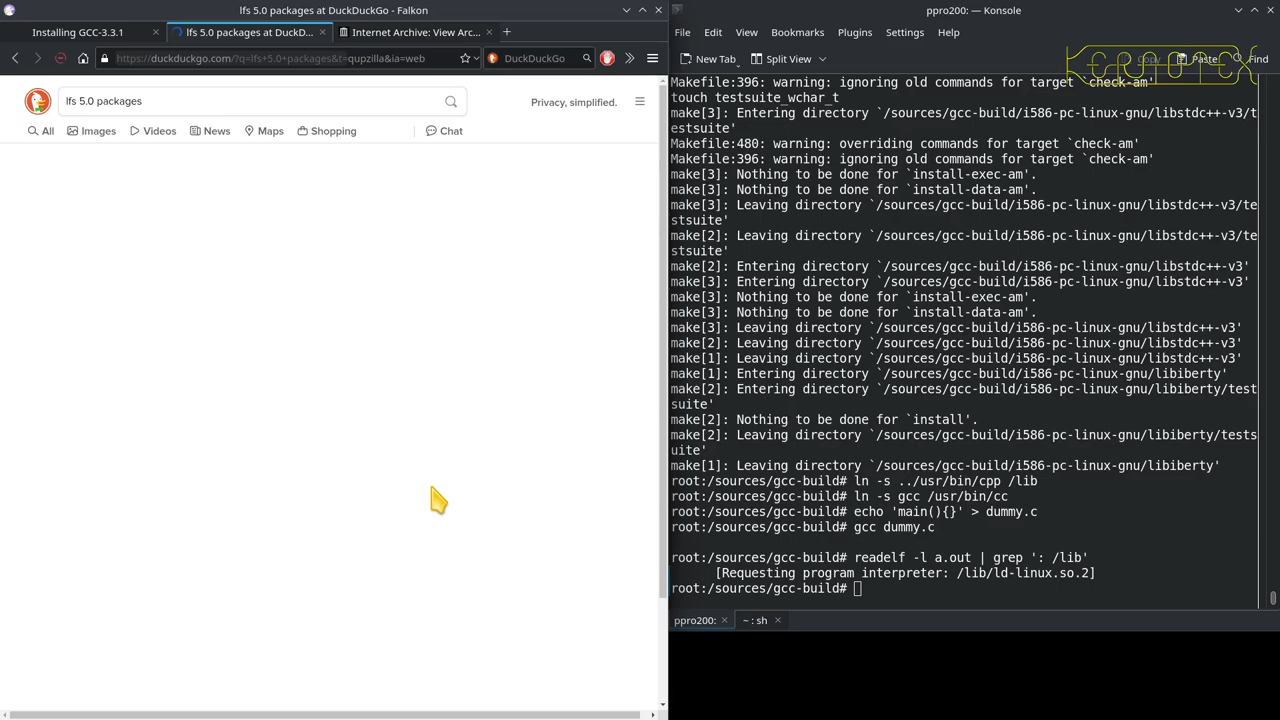 lfs 5.0 packages at DuckDuckGo - Falkon
Installing GCC-3.3.1
lfs 5.0 packages at DuckD...
Internet Archive: View Arc...
https://duckduckgo.com/?q=lfs+5.0+packages&t=qupzilla&ia=web
DuckDuckGo
lfs 5.0 packages
Privacy, simplified.
All
Images
Videos
News
Maps
Shopping
Chat
ppro200: — Konsole
File Edit View Bookmarks Plugins Settings Help
New Tab
Split View
Copy
Paste
Find
CRUOTEX
Makefile:396: warning: ignoring old commands for target `check-am'
touch testsuite_wchar_t
make[3]: Entering directory `/sources/gcc-build/i586-pc-linux-gnu/libstdc++-v3/t
estsuite'
Makefile:480: warning: overriding commands for target `check-am'
Makefile:396: warning: ignoring old commands for target `check-am'
make[3]: Nothing to be done for `install-exec-am'.
make[3]: Nothing to be done for `install-data-am'.
make[3]: Leaving directory `/sources/gcc-build/i586-pc-linux-gnu/libstdc++-v3/te
stsuite'
make[2]: Leaving directory `/sources/gcc-build/i586-pc-linux-gnu/libstdc++-v3/te
stsuite'
make[2]: Entering directory `/sources/gcc-build/i586-pc-linux-gnu/libstdc++-v3'
make[3]: Entering directory `/sources/gcc-build/i586-pc-linux-gnu/libstdc++-v3'
make[3]: Nothing to be done for `install-exec-am'.
make[3]: Nothing to be done for `install-data-am'.
make[3]: Leaving directory `/sources/gcc-build/i586-pc-linux-gnu/libstdc++-v3'
make[2]: Leaving directory `/sources/gcc-build/i586-pc-linux-gnu/libstdc++-v3'
make[1]: Leaving directory `/sources/gcc-build/i586-pc-linux-gnu/libstdc++-v3'
make[1]: Entering directory `/sources/gcc-build/i586-pc-linux-gnu/libiberty'
make[2]: Entering directory `/sources/gcc-build/i586-pc-linux-gnu/libiberty/test
suite'
make[2]: Nothing to be done for `install'.
make[2]: Leaving directory `/sources/gcc-build/i586-pc-linux-gnu/libiberty/tests
uite'
make[1]: Leaving directory `/sources/gcc-build/i586-pc-linux-gnu/libiberty'
root:/sources/gcc-build# ln -s ../usr/bin/cpp /lib
root:/sources/gcc-build# ln -s gcc /usr/bin/cc
root:/sources/gcc-build# echo 'main(){}' > dummy.c
root:/sources/gcc-build# gcc dummy.c
root:/sources/gcc-build# readelf -l a.out | grep ': /lib'
[Requesting program interpreter: /lib/ld-linux.so.2]
root:/sources/gcc-build#
ppro200:
~ : sh